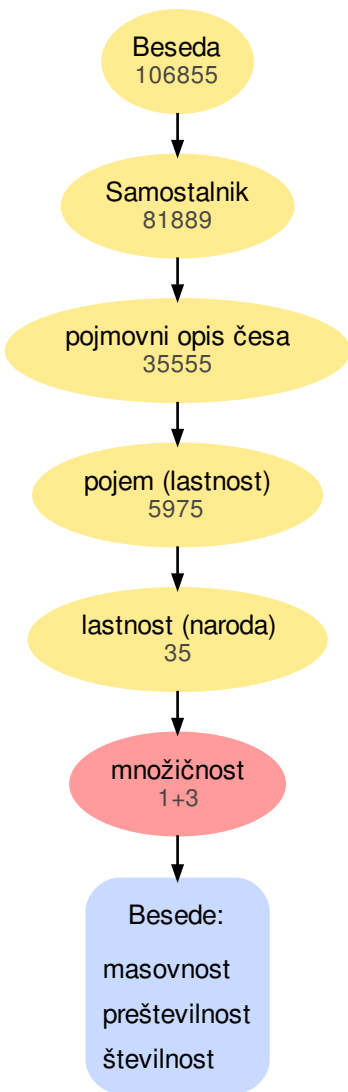 Beseda
106855
Samostalnik
81889
pojmovni opis česa
35555
pojem (lastnost)
5975
lastnost (naroda)
35
množičnost
1+3
Besede:
masovnost
preštevilnost
številnost